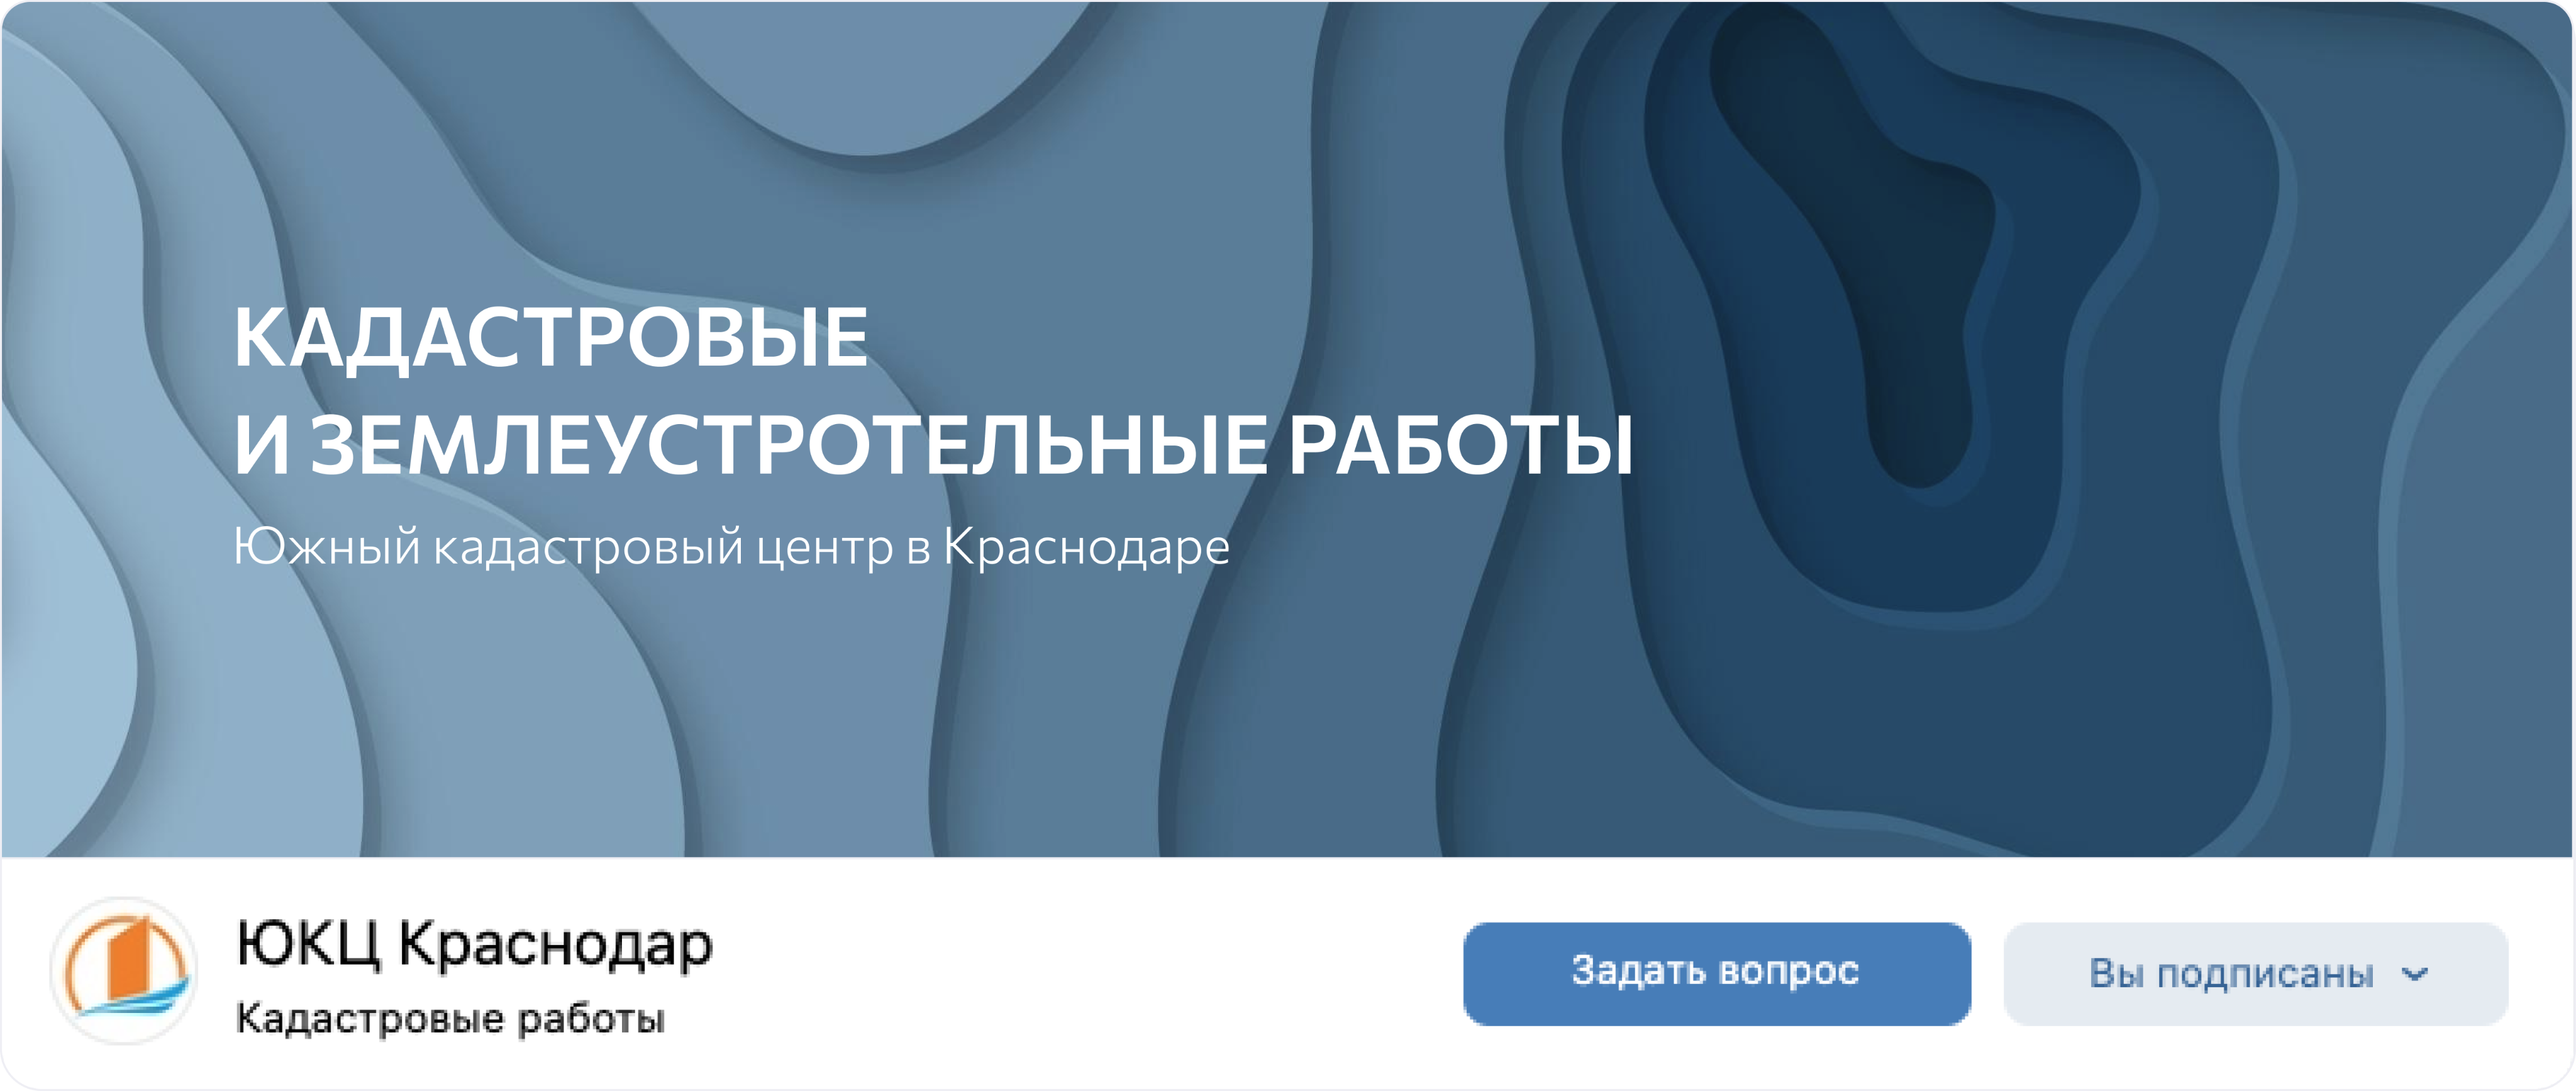 КАДАСТРОВЫЕ
И ЗЕМЛЕУСТРОТЕЛЬНЫЕ РАБОТЫ
Южный кадастровый центр в Краснодаре
ЮКЦ Краснодар
Кадастровые работы
Задать вопрос
Вы подписаны